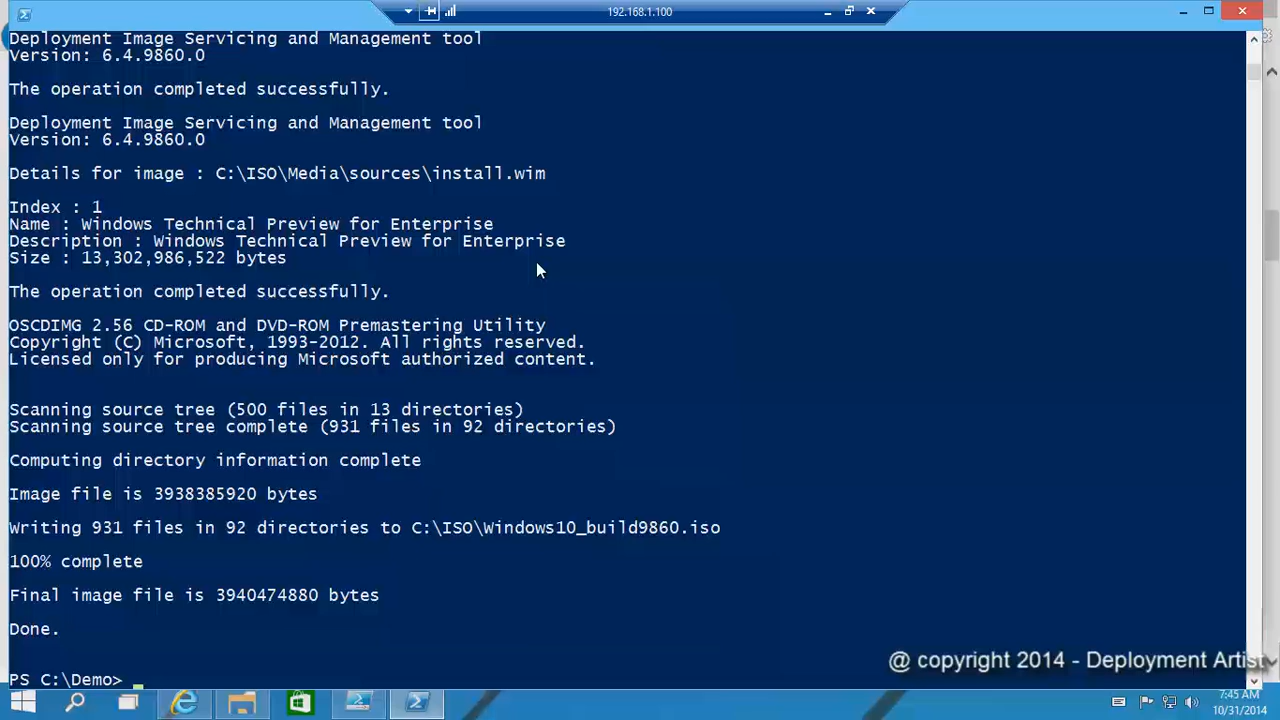 192.168.1.100
Deployment Image Servicing and Management tool
Version: 6.4.9860.0
The operation completed successfully.
Deployment Image Servicing and Management tool
Version: 6.4.9860.0
Details for image : C:\ISO\Media\sources\install.wim
Index : 1
Name : Windows Technical Preview for Enterprise
Description : Windows Technical Preview for Enterprise
Size : 13,302,986,522 bytes
The operation completed successfully.
OSCDIMG 2.56 CD-ROM and DVD-ROM Premastering Utility
Copyright (C) Microsoft, 1993-2012. All rights reserved.
Licensed only for producing Microsoft authorized content.
Scanning source tree (500 files in 13 directories)
Scanning source tree complete (931 files in 92 directories)
Computing directory information complete
Image file is 3938385920 bytes
Writing 931 files in 92 directories to C:\ISO\Windows10_build9860.iso
100% complete
Final image file is 3940474880 bytes
Done.
@ copyright 2014 - Deployment Artist
PS C:\Demo>
7:45 AM
10/31/2014